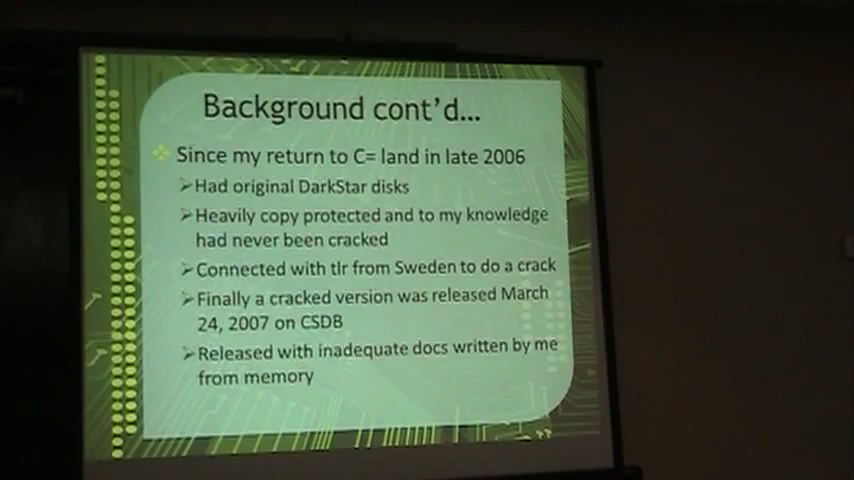 Background cont'd...
Since my return to C= land in late 2006
Had original DarkStar disks
Heavily copy protected and to my knowledge
had never been cracked
Connected with tlr from Sweden to do a crack
Finally a cracked version was released March
24, 2007 on CSDB
Released with inadequate docs written by me
from memory